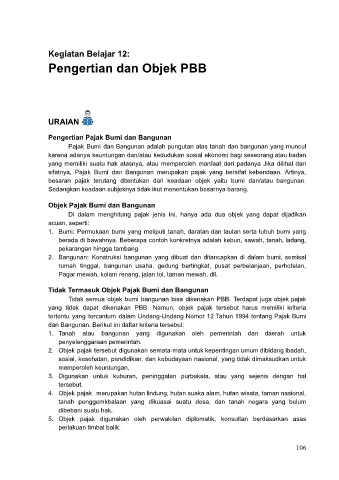 Kegiatan Belajar 12:
Pengertian dan Objek PBB
URAIAN
Pengertian Pajak Bumi dan Bangunan
Pajak Bumi dan Bangunan adalah pungutan atas tanah dan bangunan yang muncul
karena adanya keuntungan dan/atau kedudukan sosial ekonomi bagi seseorang atau badan
yang memiliki suatu hak atasnya, atau memperoleh manfaat dari padanya Jika dilihat dari
sifatnya, Pajak Bumi dan Bangunan merupakan pajak yang bersifat kebendaan. Artinya,
besaran pajak terutang ditentukan dari keadaan objek yaitu bumi dan/atau bangunan.
Sedangkan keadaan subjeknya tidak ikut menentukan besarnya barang.
Objek Pajak Bumi dan Bangunan
Di dalam menghitung pajak jenis ini, hanya ada dua objek yang dapat dijadikan
acuan, seperti:
1. Bumi: Permukaan bumi yang meliputi tanah, daratan dan lautan serta tubuh bumi yang
berada di bawahnya. Beberapa contoh konkretnya adalah kebun, sawah, tanah, ladang,
pekarangan hingga tambang.
2. Bangunan: Konstruksi bangunan yang dibuat dan ditancapkan di dalam bumi, semisal
rumah tinggal, bangunan usaha, gedung bertingkat, pusat perbelanjaan, perhotelan,
Pagar mewah, kolam renang, jalan tol, taman mewah, dll.
Tidak Termasuk Objek Pajak Bumi dan Bangunan
Tidak semua objek bumi bangunan bisa dikenakan PBB. Terdapat juga objek pajak
yang tidak dapat dikenakan PBB. Namun, objek pajak tersebut harus memiliki kriteria
tertentu yang tercantum dalam Undang-Undang Nomor 12 Tahun 1994 tentang Pajak Bumi
dan Bangunan. Berikut ini daftar kriteria tersebut:
1. Tanah atau bangunan yang digunakan oleh pemerintah dan daerah untuk
penyelenggaraan pemerintah.
2. Objek pajak tersebut digunakan semata-mata untuk kepentingan umum dibidang ibadah,
sosial, kesehatan, pendidikan, dan kebudayaan nasional, yang tidak dimaksudkan untuk
memperoleh keuntungan.
3. Digunakan untuk kuburan, peninggalan purbakala, atau yang sejenis dengan hal
tersebut.
4. Objek pajak merupakan hutan lindung, hutan suaka alam, hutan wisata, taman nasional,
tanah penggembalaan yang dikuasai suatu desa, dan tanah negara yang belum
dibebani suatu hak.
5. Objek pajak digunakan oleh perwakilan diplomatik, konsultan berdasarkan asas
perlakuan timbal balik.
106